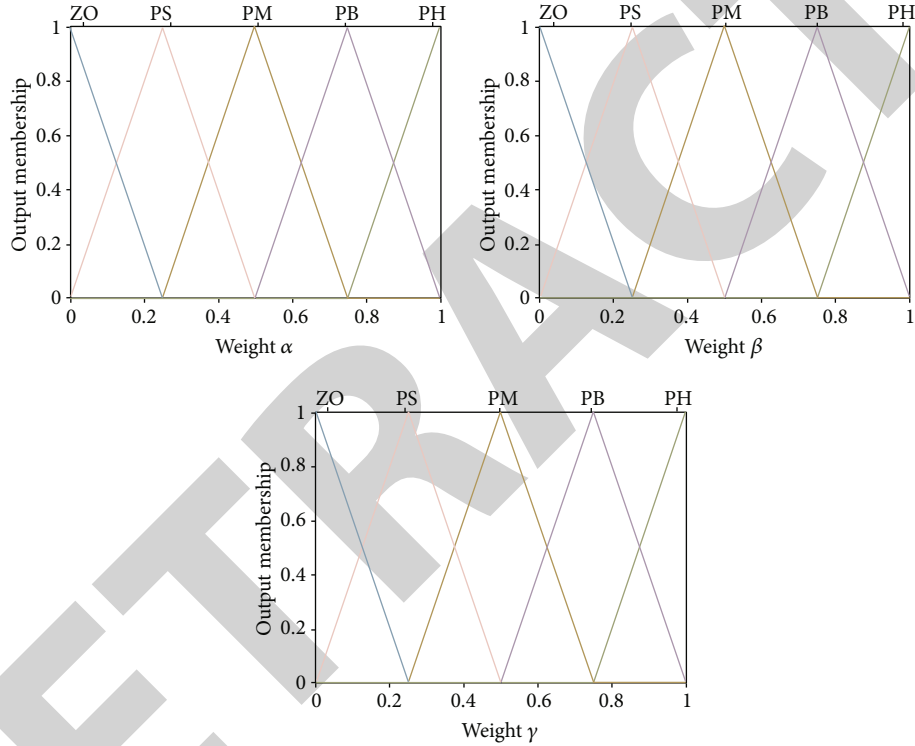 ZO PS PM PB PH
1
0.8
0.6
0.4
0.2
0
Output membership
0 0.2 0.4 0.6 0.8 1
Weight α
ZO PS PM PB PH
1
0.8
0.6
0.4
0.2
0
Output membership
0 0.2 0.4 0.6 0.8 1
Weight β
ZO PS PM PB PH
1
0.8
0.6
0.4
0.2
0
Output membership
0 0.2 0.4 0.6 0.8 1
Weight γ
ETRACT